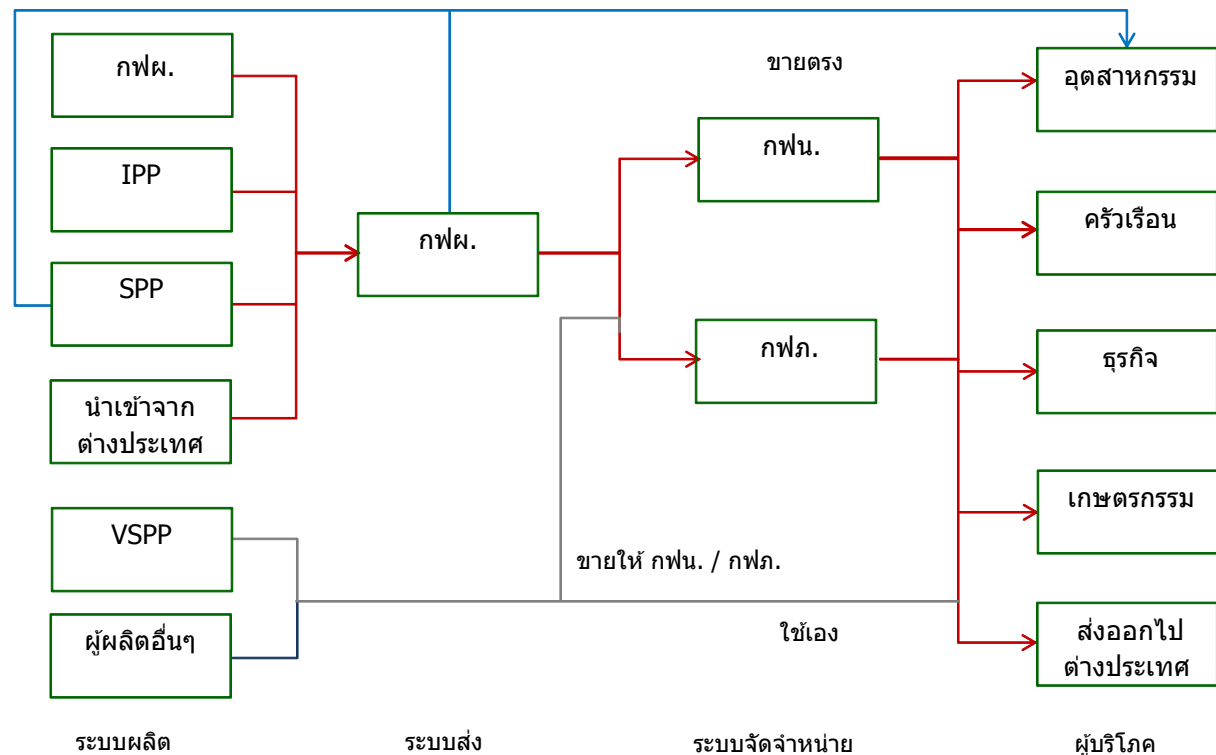 กฟผ.
IPP
SPP
นำเข้าจาก
ต่างประเทศ
VSPP
ผู้ผลิตอื่นๆ
ระบบผลิต
กฟผ.
ระบบส่ง
ขายตรง
กฟน.
กฟภ.
ขายให้ กฟน. / กฟภ.
ใช้เอง
ระบบจัดจำหน่าย
อุตสาหกรรม
ครัวเรือน
ธุรกิจ
เกษตรกรรม
ส่งออกไป
ต่างประเทศ
ผู้บริโภค